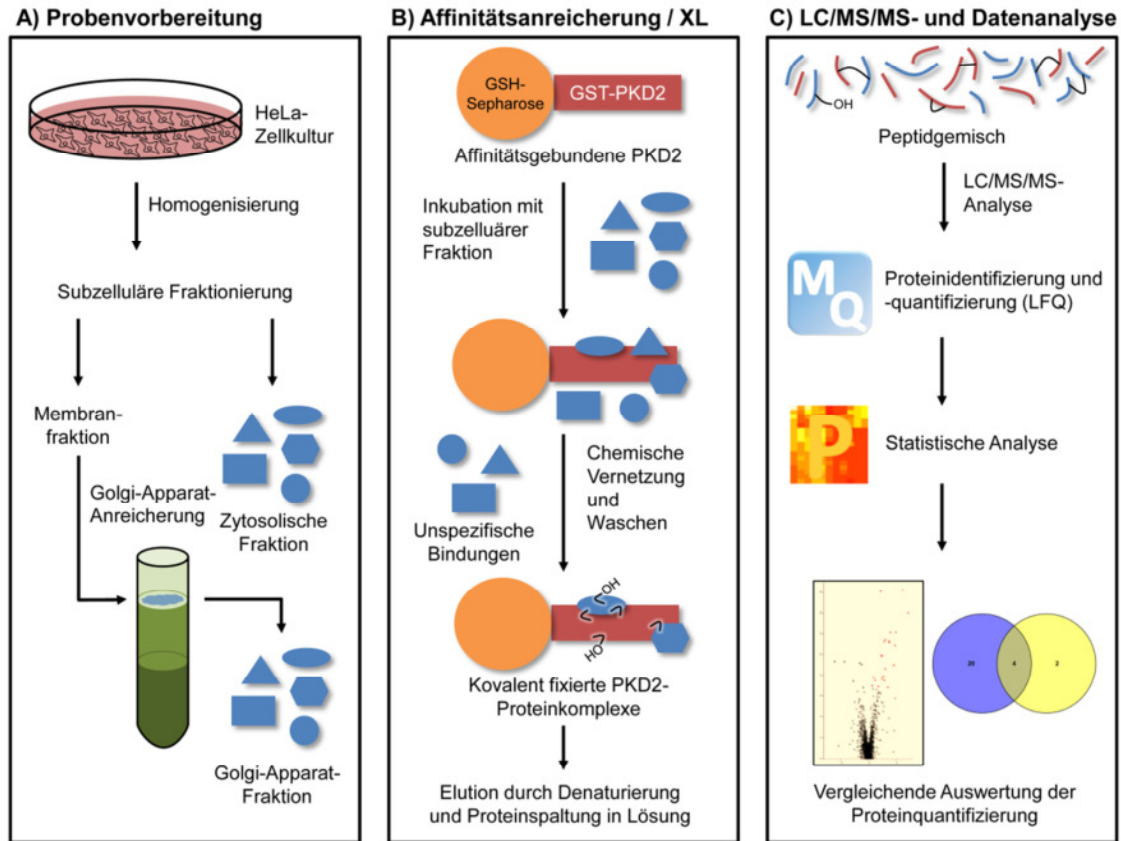 A) Probenvorbereitung
HeLa-
Zellkultur
Homogenisierung
Subzelluläre Fraktionierung
Membran-
fraktion
Golgi-Apparat-
Anreicherung
Zytosolische
Fraktion
Golgi-Apparat-
Fraktion
B) Affinitätsanreicherung / XL
GSH-
Sepharose
GST-PKD2
Affinitätsgebundene PKD2
Inkubation mit
subzelluärer
Fraktion
Chemische
Vernetzung
und
Waschen
Unspezifische
Bindungen
OH
HO
Kovalent fixierte PKD2-
Proteinkomplexe
Elution durch Denaturierung
und Proteinspaltung in Lösung
C) LC/MS/MS- und Datenanalyse
OH
Peptidgemisch
LC/MS/MS-
Analyse
M
Q
Proteinidentifizierung und
-quantifizierung (LFQ)
P
Statistische Analyse
20 4 2
Vergleichende Auswertung der
Proteinquantifizierung